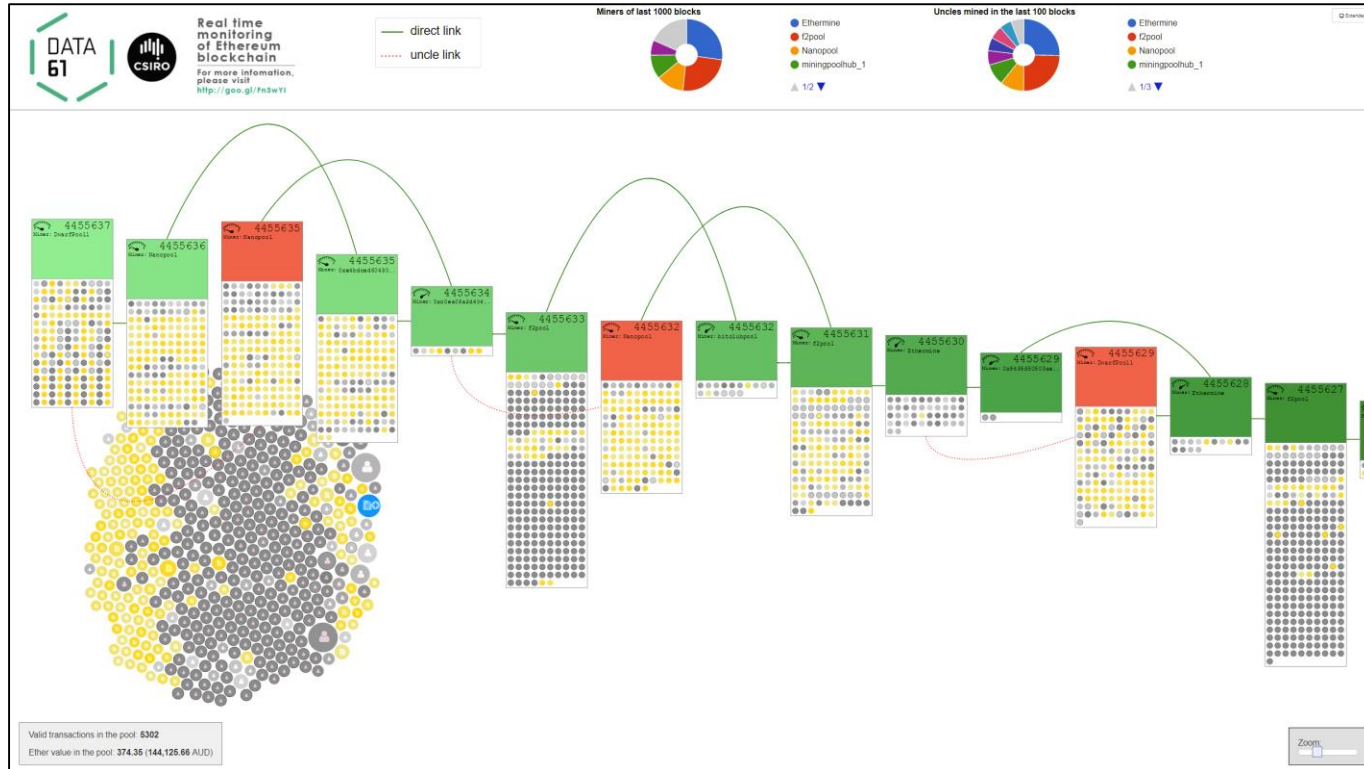 DATA
61
CSIRO
Real time
monitoring
of Ethereum
blockchain
For more infomation,
please visit
http://goo.gl/Fn3wYI
direct link
uncle link
Miners of last 1000 blocks
Ethermine
f2pool
Nanopool
miningpoolhub_1
1/2
Uncles mined in the last 100 blocks
Ethermine
f2pool
Nanopool
miningpoolhub_1
1/3
4455637
Miner: DwarfPool1
4455636
Miner: Nanopool
4455635
Miner: Nanopool
4455635
Miner:
4455634
Miner:
4455633
Miner: f2pool
4455632
Miner: Nanopool
4455632
Miner:
4455631
Miner: f2pool
4455630
Miner: Ethermine
4455629
Miner:
4455629
Miner: DwarfPool1
4455628
Miner: Ethermine
4455627
Miner: f2pool
Valid transactions in the pool: 5302
Ether value in the pool: 374.35 (144,125.66 AUD)
Zoom: